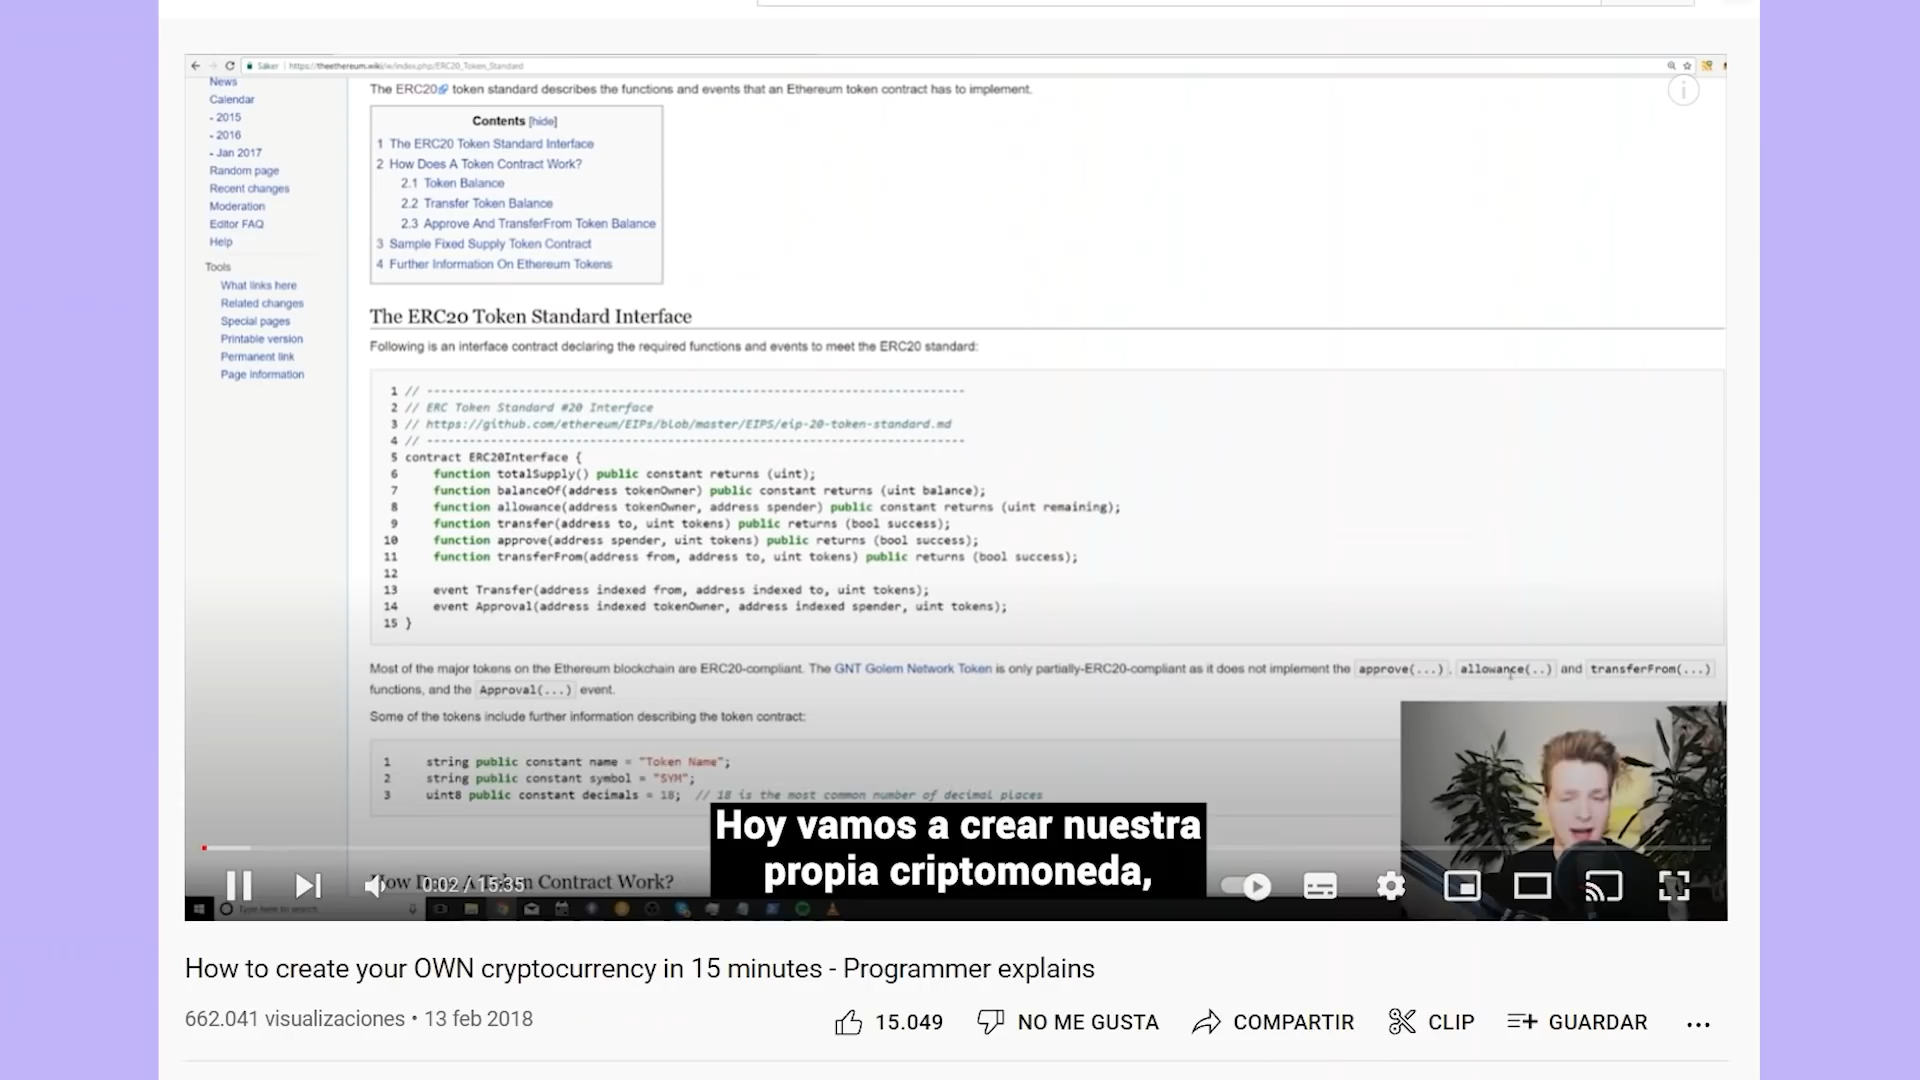 Säker https://theethereum.wiki/w/index.php/ERC20_Token_Standard
News
Calendar
- 2015
- 2016
- Jan 2017
Random page
Recent changes
Moderation
Editor FAQ
Help
Tools
What links here
Related changes
Special pages
Printable version
Permanent link
Page information
The ERC20 token standard describes the functions and events that an Ethereum token contract has to implement.
Contents [hide]
1 The ERC20 Token Standard Interface
2 How Does A Token Contract Work?
2.1 Token Balance
2.2 Transfer Token Balance
2.3 Approve And TransferFrom Token Balance
3 Sample Fixed Supply Token Contract
4 Further Information On Ethereum Tokens
The ERC20 Token Standard Interface
Following is an interface contract declaring the required functions and events to meet the ERC20 standard:
1 // ----------------------------------------------------------------------------
2 // ERC Token Standard #20 Interface
3 // https://github.com/ethereum/EIPs/blob/master/EIPS/eip-20-token-standard.md
4 // ----------------------------------------------------------------------------
5 contract ERC20Interface {
6 function totalSupply() public constant returns (uint);
7 function balanceOf(address tokenOwner) public constant returns (uint balance);
8 function allowance(address tokenOwner, address spender) public constant returns (uint remaining);
9 function transfer(address to, uint tokens) public returns (bool success);
10 function approve(address spender, uint tokens) public returns (bool success);
11 function transferFrom(address from, address to, uint tokens) public returns (bool success);
12
13 event Transfer(address indexed from, address indexed to, uint tokens);
14 event Approval(address indexed tokenOwner, address indexed spender, uint tokens);
15 }
Most of the major tokens on the Ethereum blockchain are ERC20-compliant. The GNT Golem Network Token is only partially-ERC20-compliant as it does not implement the approve(...), allowance(..) and transferFrom(...)
functions, and the Approval(...) event.
Some of the tokens include further information describing the token contract:
1 string public constant name = "Token Name";
2 string public constant symbol = "SYM";
3 uint8 public constant decimals = 18; // 18 is the most common number of decimal places
Hoy vamos a crear nuestra
propia criptomoneda,
How Does A Token Contract Work?
0:02 / 15:35
Type here to search
How to create your OWN cryptocurrency in 15 minutes - Programmer explains
662.041 visualizaciones • 13 feb 2018
15.049 NO ME GUSTA COMPARTIR CLIP GUARDAR ...